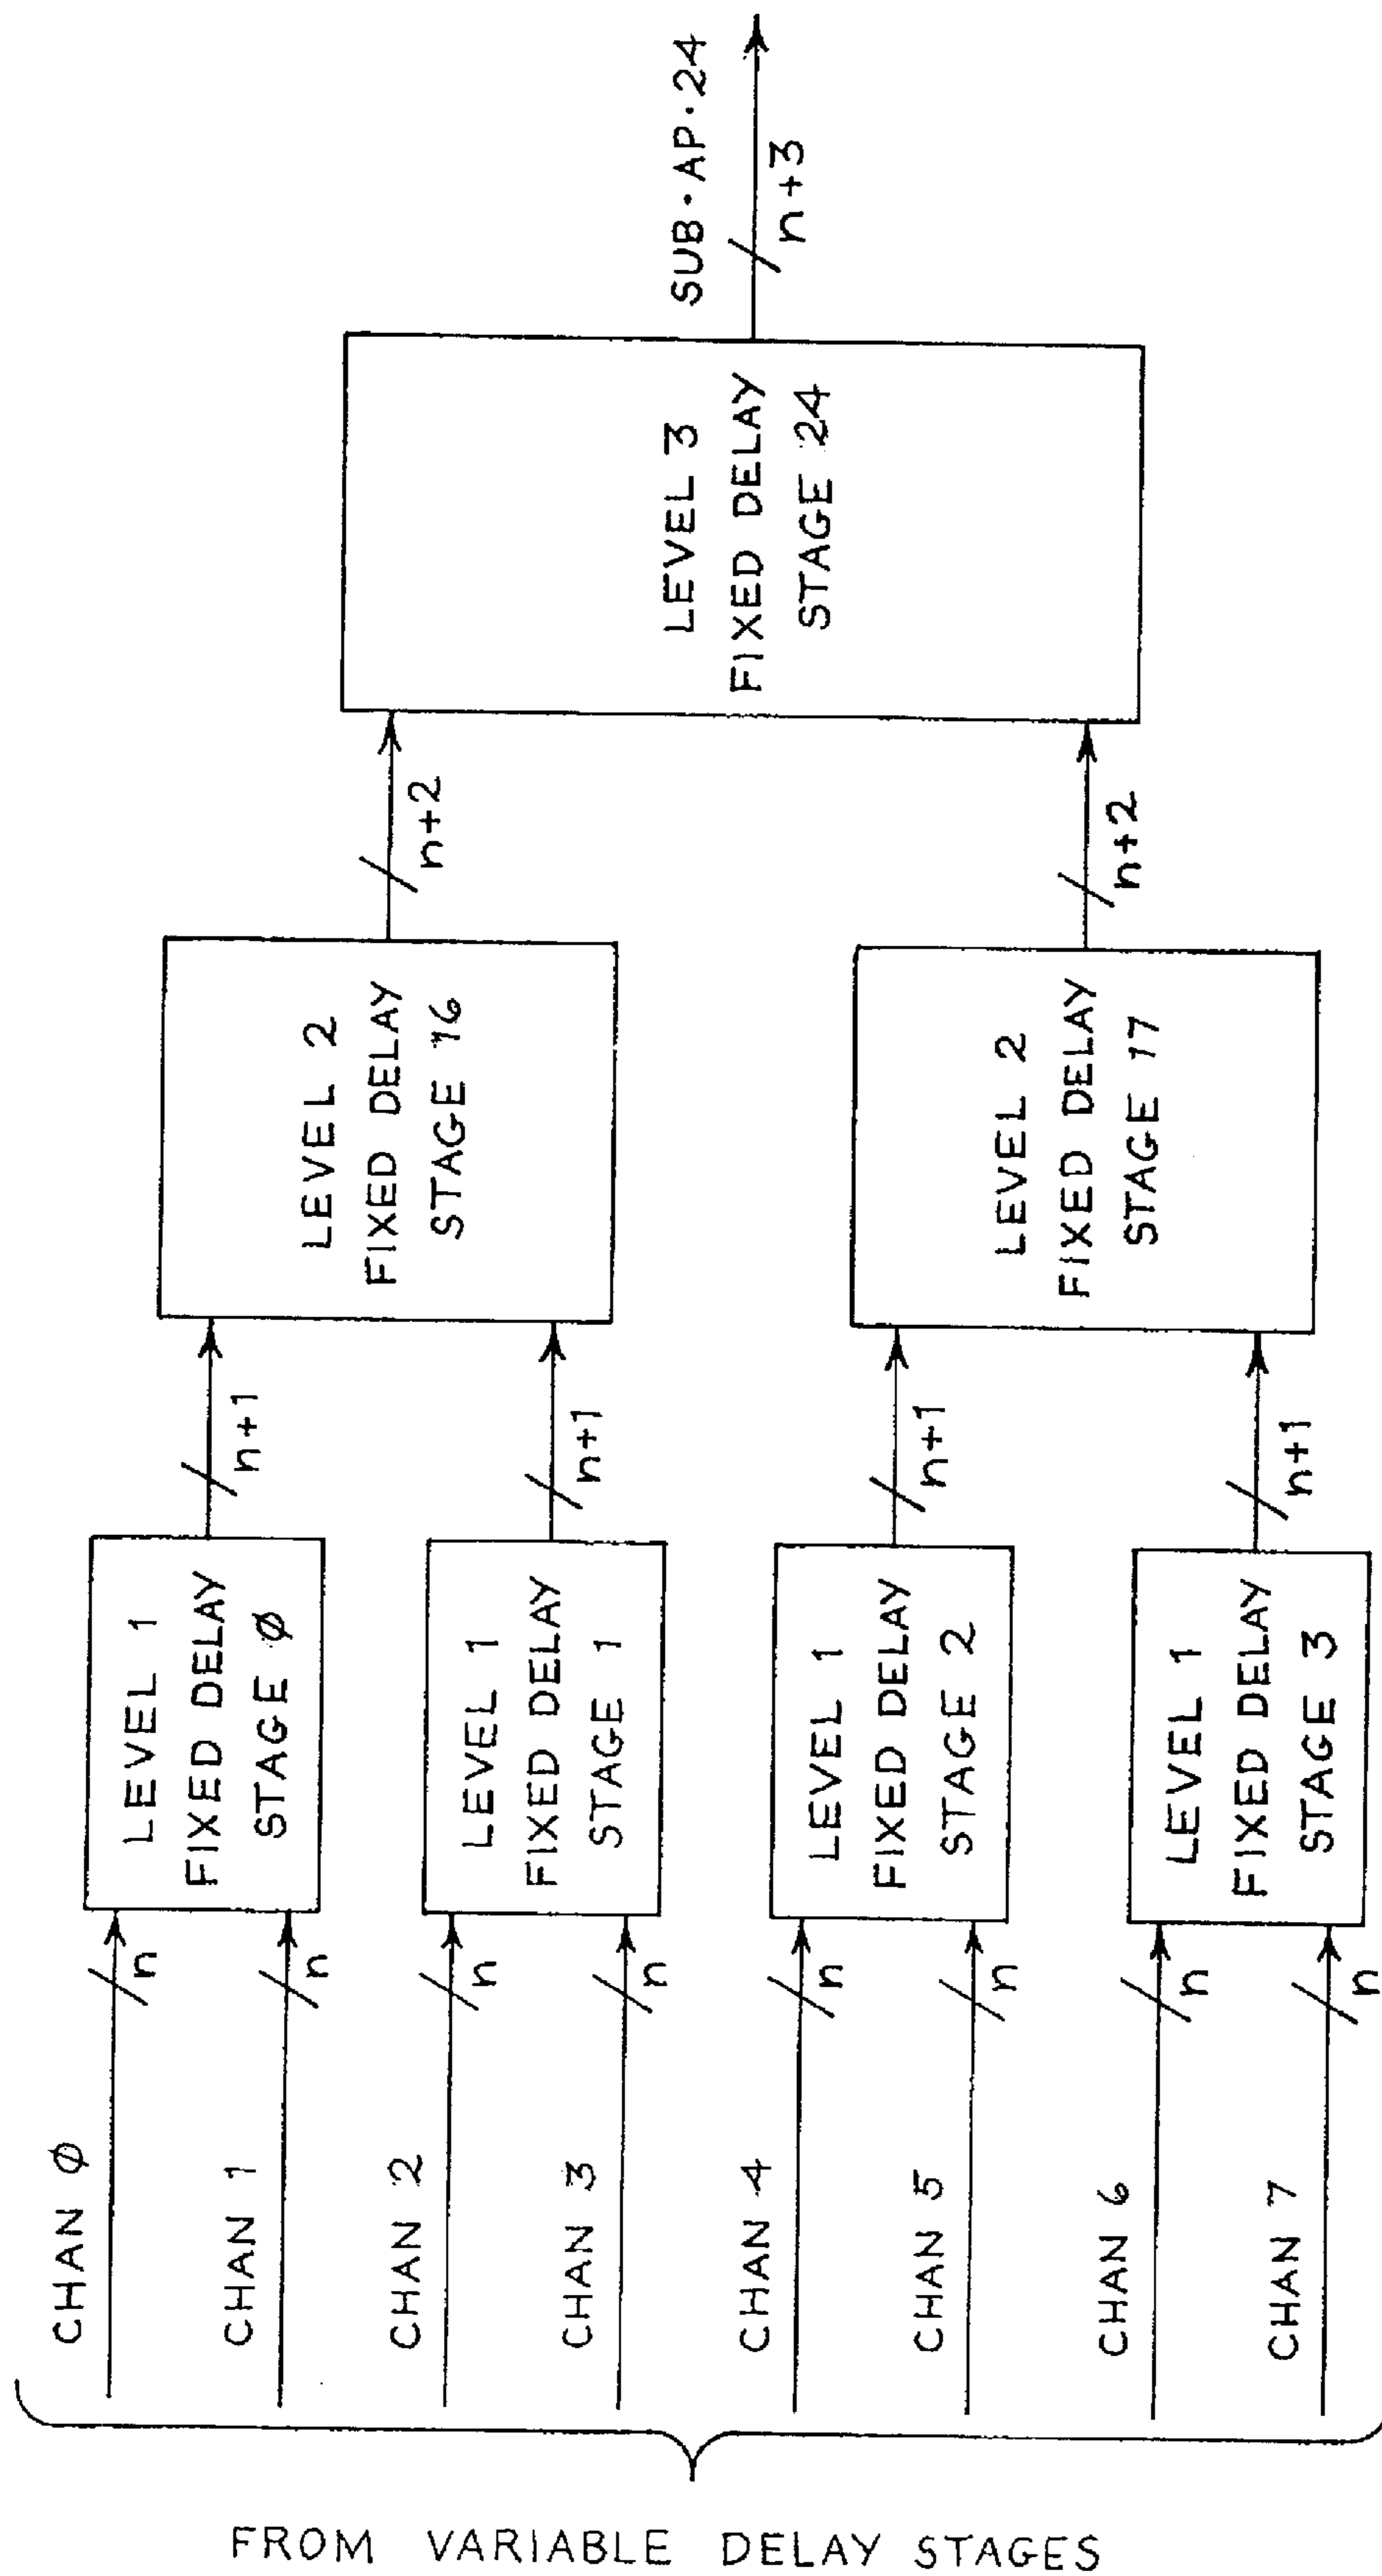 SUB·AP·24
n+3
LEVEL 3
FIXED DELAY
STAGE 24
n+2
n+2
LEVEL 2
FIXED DELAY
STAGE 16
LEVEL 2
FIXED DELAY
STAGE 17
n+1
n+1
n+1
n+1
LEVEL 1
FIXED DELAY
STAGE Ø
LEVEL 1
FIXED DELAY
STAGE 1
LEVEL 1
FIXED DELAY
STAGE 2
LEVEL 1
FIXED DELAY
STAGE 3
n
n
n
n
n
n
n
n
CHAN Ø
CHAN 1
CHAN 2
CHAN 3
CHAN 4
CHAN 5
CHAN 6
CHAN 7
FROM VARIABLE DELAY STAGES